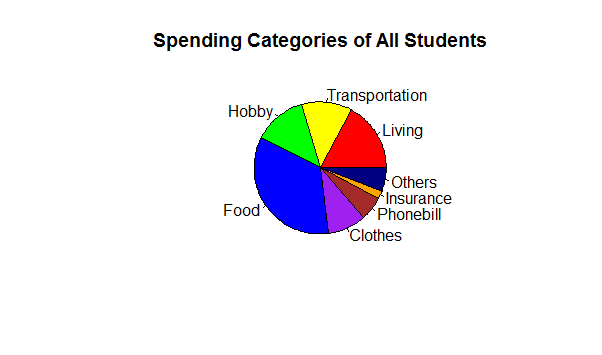 Spending Categories of All Students
Transportation
Hobby
Living
Others
Insurance
Food
Phonebill
Clothes